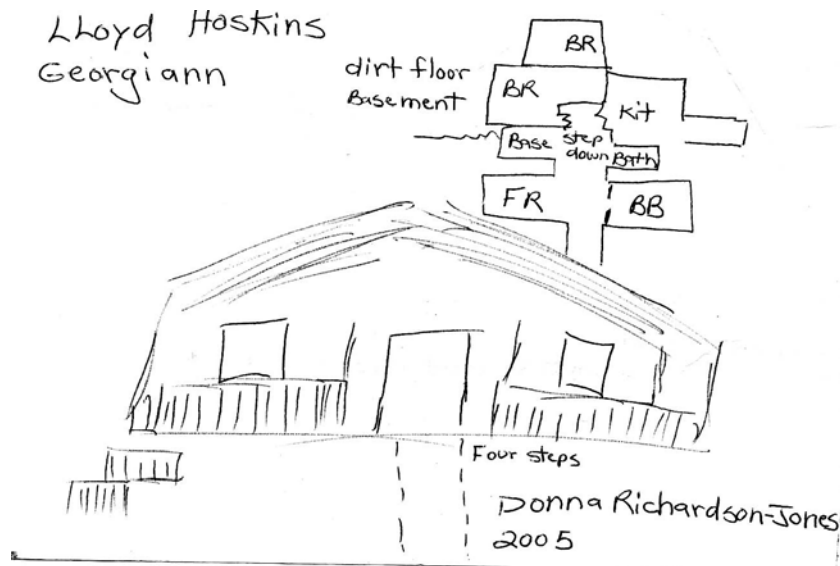 LLoyd Hoskins
Georgiann
dirt floor
Basement
BR
BR
Kit
Base
step
down
Bath
FR
BB
Four steps
Donna Richardson-Jones
2005